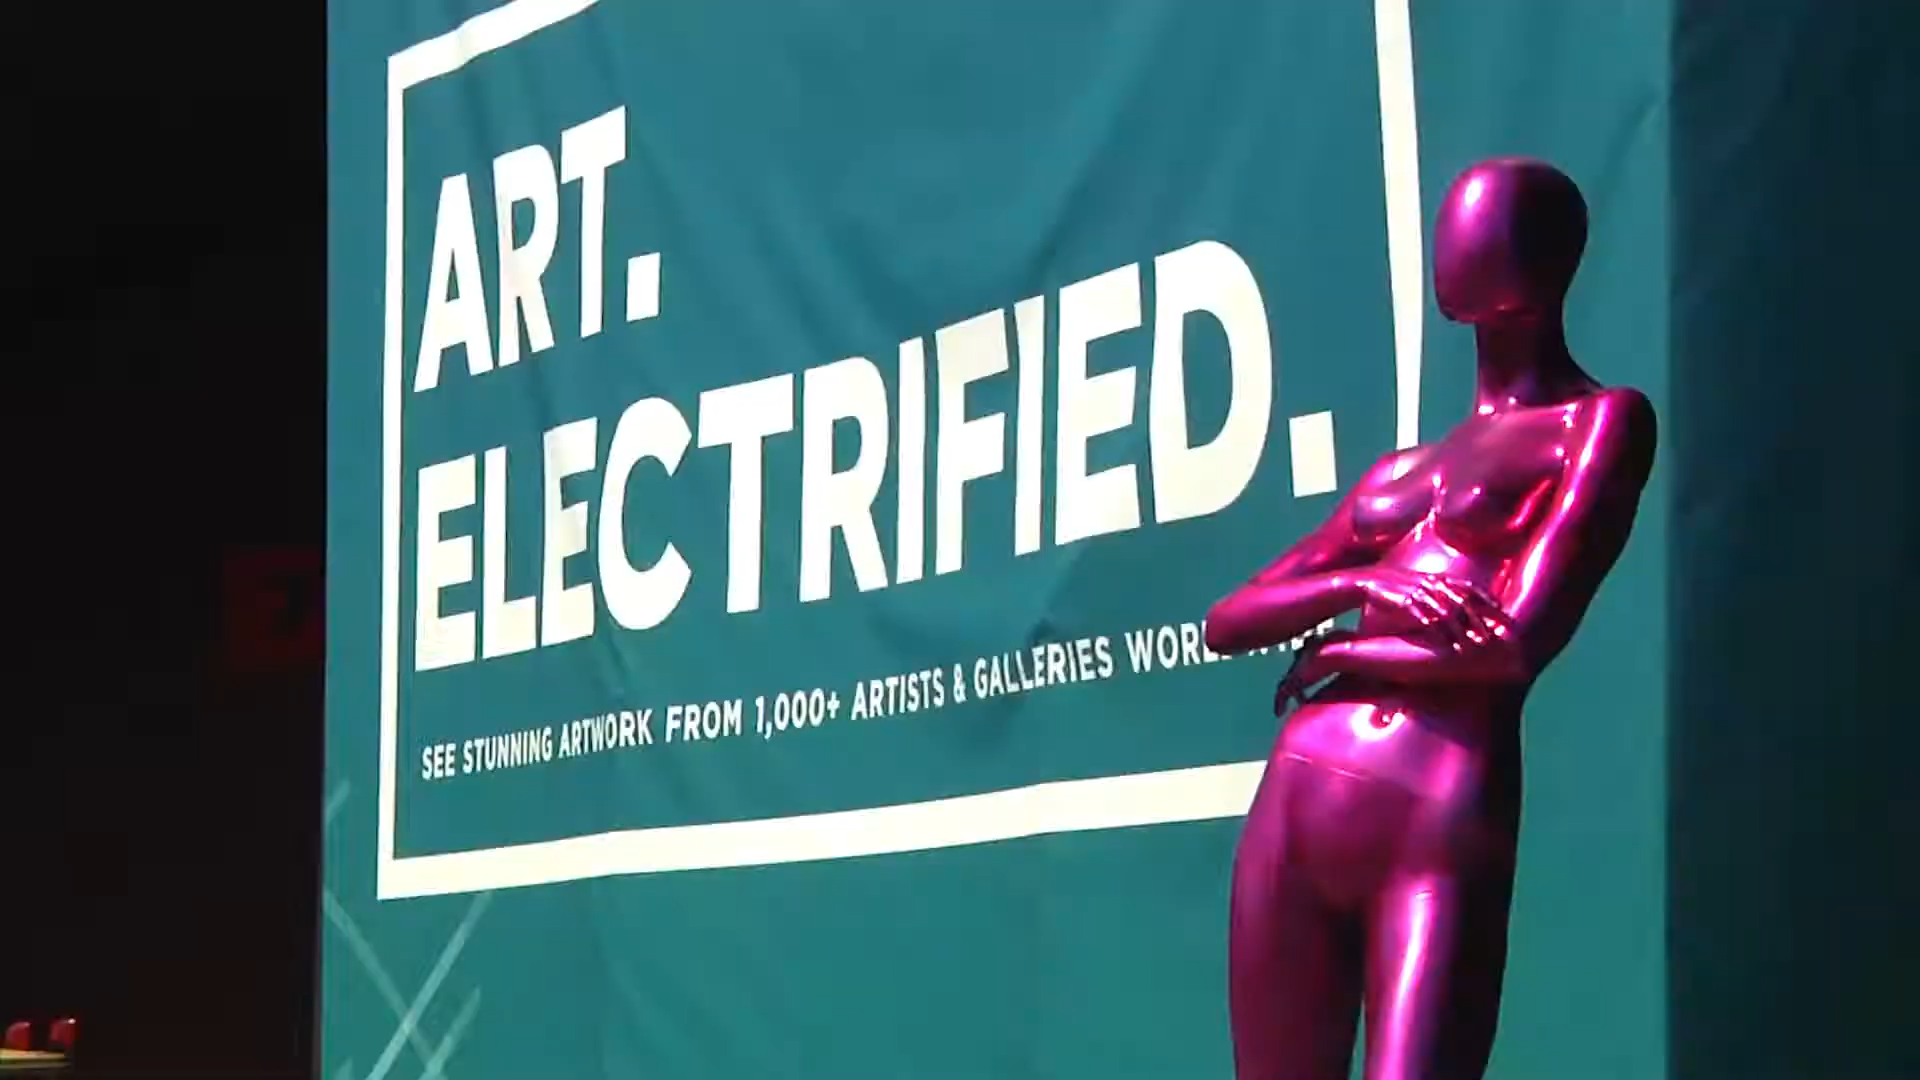 ART.
ELECTRIFIED.
SEE STUNNING ARTWORK FROM 1,000+ ARTISTS & GALLERIES